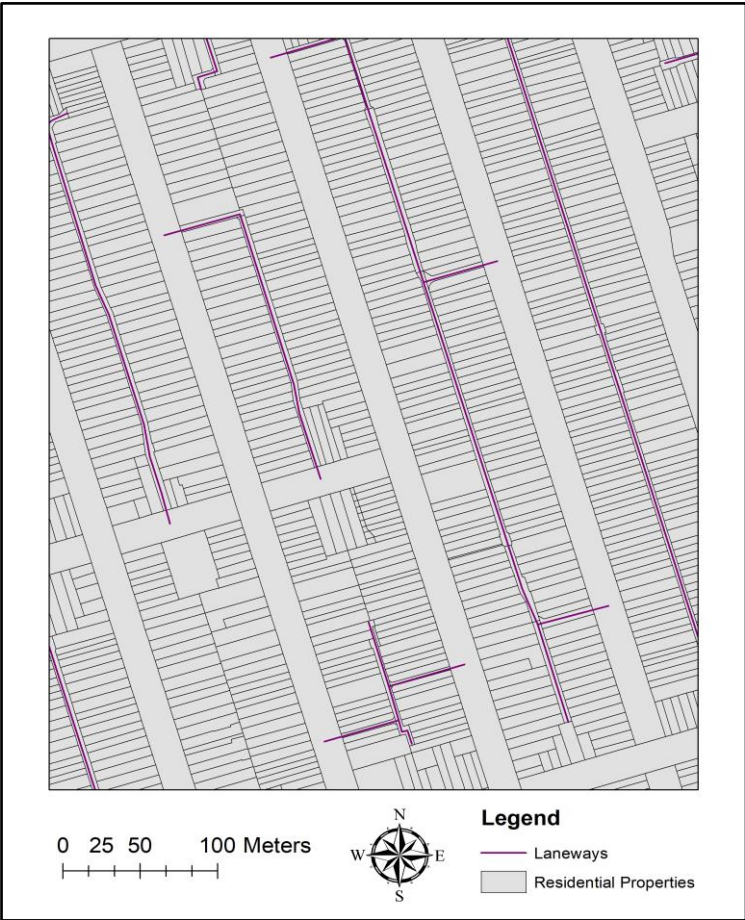 0 25 50 100 Meters
N
W E
S
Legend
Laneways
Residential Properties